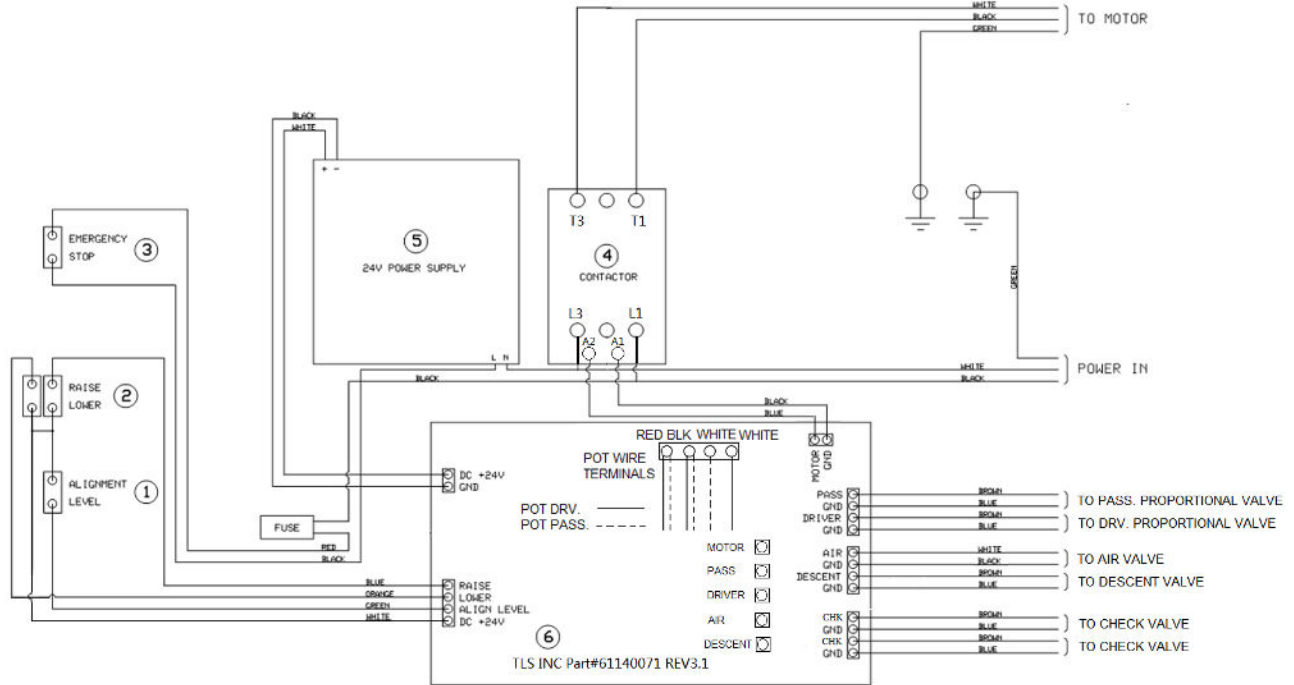 WHITE
BLACK
GREEN
TO MOTOR
BLACK
WHITE
+ -
5
24V POWER SUPPLY
L N
T3 T1
4
CONTACTOR
L3 L1
A2 A1
GREEN
EMERGENCY
STOP
3
RAISE
LOWER
2
ALIGNMENT
LEVEL
1
BLACK
WHITE
BLACK
POWER IN
BLACK
BLUE
RED BLK WHITE WHITE
POT WIRE
TERMINALS
MOTOR
GND
DC +24V
GND
POT DRV.
POT PASS.
FUSE
RED
BLACK
MOTOR
PASS
DRIVER
AIR
DESCENT
BLUE
ORANGE
GREEN
WHITE
RAISE
LOWER
ALIGN LEVEL
DC +24V
6
TLS INC Part#61140071 REV3.1
PASS BROWN
GND BLUE
TO PASS. PROPORTIONAL VALVE
DRIVER BROWN
GND BLUE
TO DRV. PROPORTIONAL VALVE
AIR WHITE
GND BLACK
TO AIR VALVE
DESCENT BROWN
GND BLUE
TO DESCENT VALVE
CHK BROWN
GND BLUE
TO CHECK VALVE
CHK BROWN
GND BLUE
TO CHECK VALVE